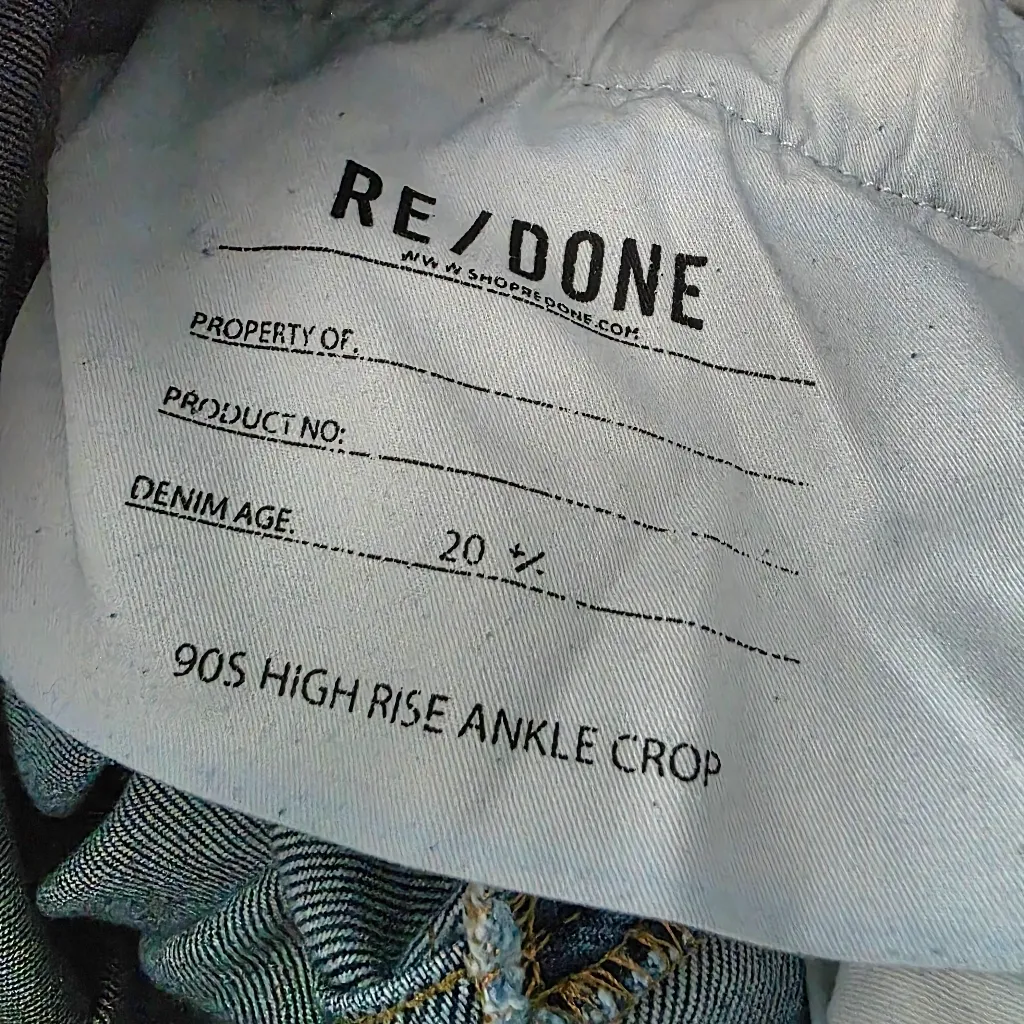 RE/DONE
WWW.SHOPREDONE.COM
PROPERTY OF.
PRODUCT NO:
DENIM AGE. 20 +/-
90S HIGH RISE ANKLE CROP